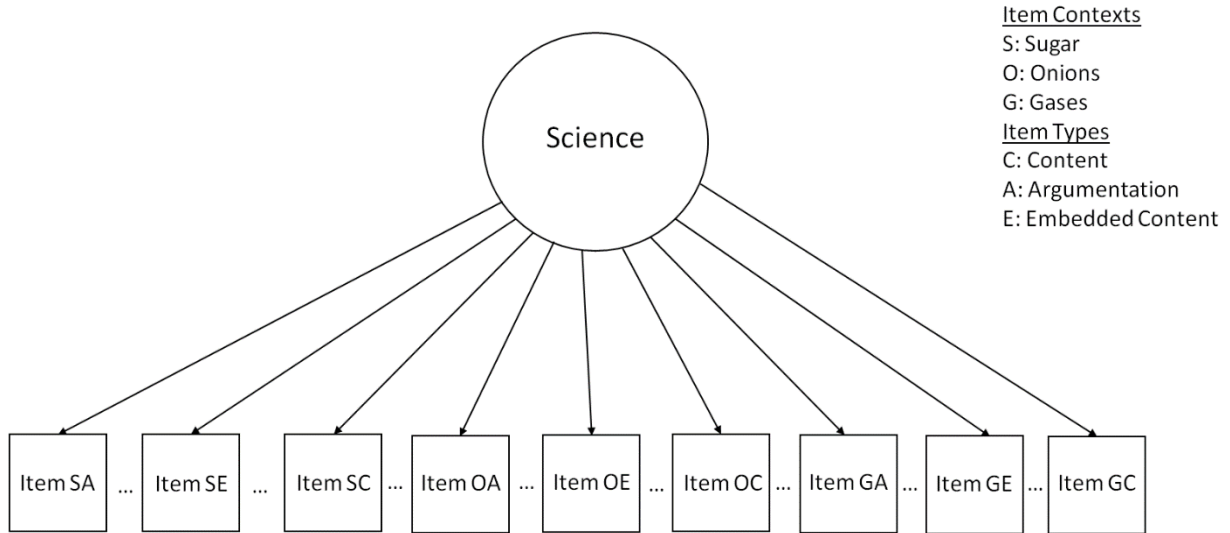 Item Contexts
S: Sugar
O: Onions
G: Gases
Item Types
C: Content
A: Argumentation
E: Embedded Content
Science
Item SA ... Item SE ... Item SC ... Item OA ... Item OE ... Item OC ... Item GA ... Item GE ... Item GC